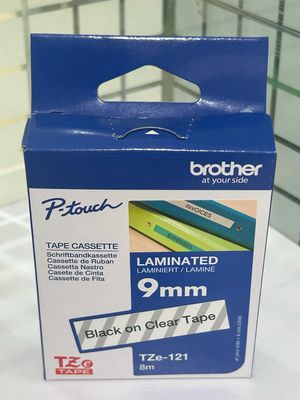 brother
at your side
P-touch
TAPE CASSETTE
Schriftbandkassette
Cassette de Ruban
Cassetta Nastro
Casete de Cinta
Cassete de Fita
INVOICES
EXPENSES
LAMINATED
LAMINIERT / LAMINÉ
9mm
Black on Clear Tape
TZe-121
8m
TZe
TAPE